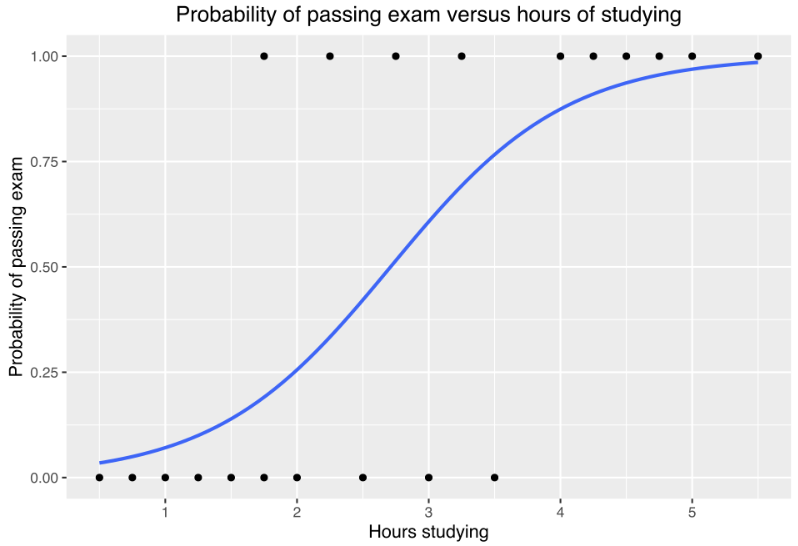 Probability of passing exam versus hours of studying
Probability of passing exam
1.00
0.75
0.50
0.25
0.00
1 2 3 4 5
Hours studying